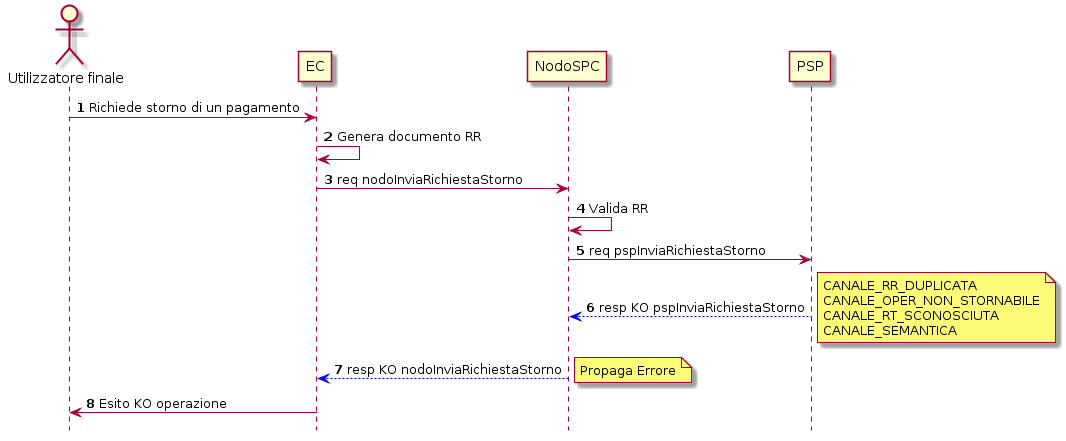 Utilizzatore finale
EC
NodoSPC
PSP
1 Richiede storno di un pagamento
2 Genera documento RR
3 req nodoInviaRichiestaStorno
4 Valida RR
5 req pspInviaRichiestaStorno
CANALE_RR_DUPLICATA
CANALE_OPER_NON_STORNABILE
CANALE_RT_SCONOSCIUTA
CANALE_SEMANTICA
6 resp KO pspInviaRichiestaStorno
7 resp KO nodoInviaRichiestaStorno
Propaga Errore
8 Esito KO operazione